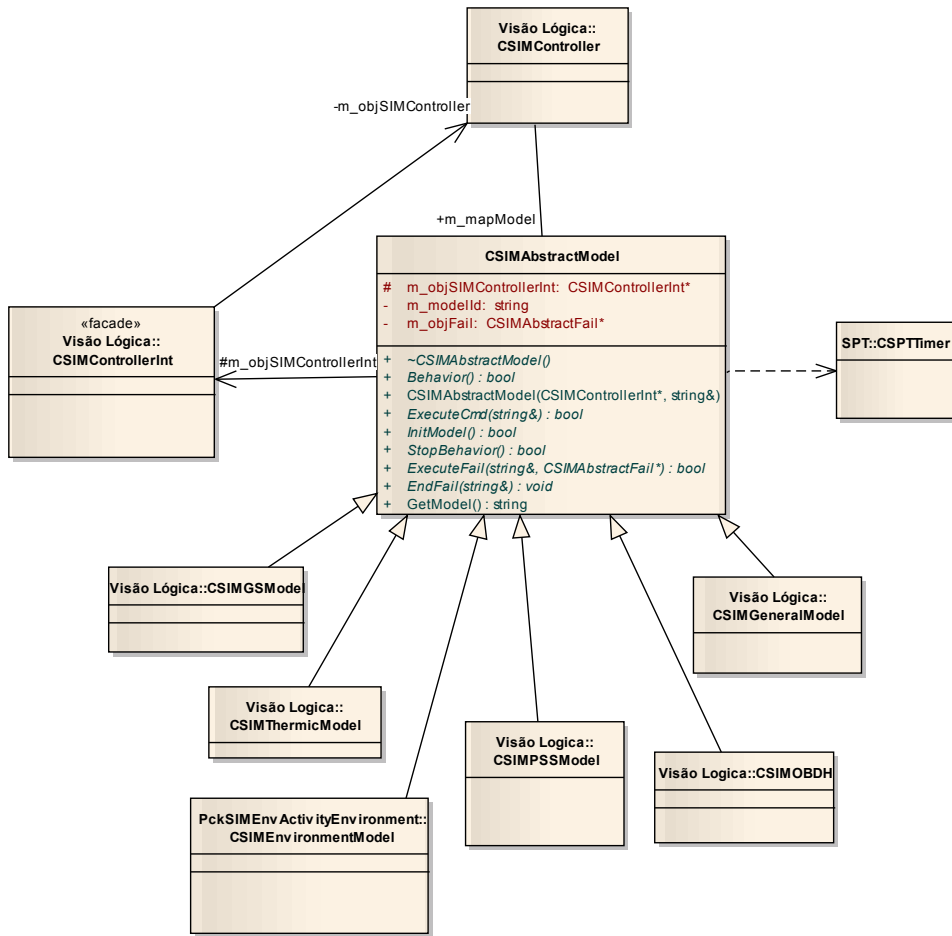 Visão Lógica::
CSIMController
-m_objSIMController
+m_mapModel
CSIMAbstractModel
# m_objSIMControllerInt: CSIMControllerInt*
- m_modelId: string
- m_objFail: CSIMAbstractFail*
+ ~CSIMAbstractModel()
+ Behavior() : bool
+ CSIMAbstractModel(CSIMControllerInt*, string&)
+ ExecuteCmd(string&) : bool
+ InitModel() : bool
+ StopBehavior() : bool
+ ExecuteFail(string&, CSIMAbstractFail*) : bool
+ EndFail(string&) : void
+ GetModel() : string
«facade»
Visão Lógica::
CSIMControllerInt
#m_objSIMControllerInt
SPT::CSPTTimer
Visão Lógica::CSIMGSModel
Visão Lógica::
CSIMGeneralModel
Visão Logica::
CSIMThermicModel
Visão Logica::
CSIMPSSModel
Visão Logica::CSIMOBDH
PckSIMEnvActivityEnvironment::
CSIMEnvironmentModel